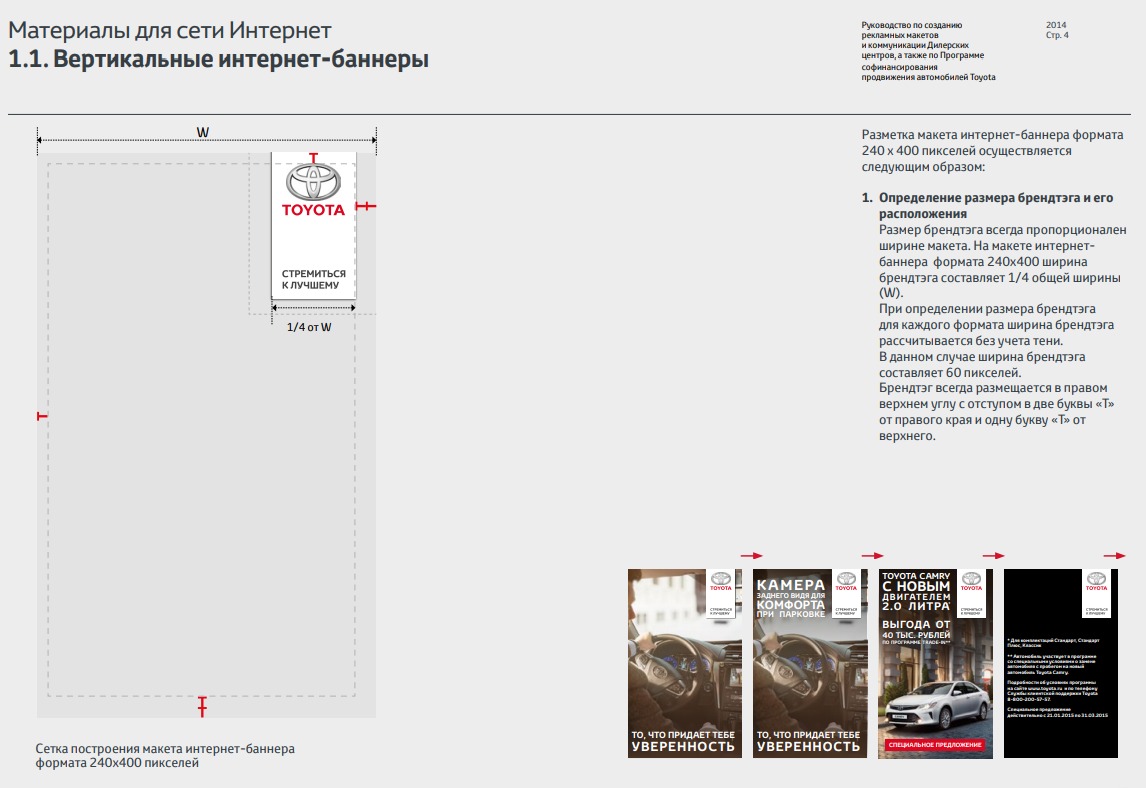 Материалы для сети Интернет
1.1. Вертикальные интернет-баннеры
Руководство по созданию
рекламных макетов
и коммуникации Дилерских
центров, а также по Программе
софинансирования
продвижения автомобилей Toyota
2014
Стр. 4
W
TOYOTA
СТРЕМИТЬСЯ
К ЛУЧШЕМУ
1/4 от W
Сетка построения макета интернет-баннера
формата 240х400 пикселей
Разметка макета интернет-баннера формата
240 х 400 пикселей осуществляется
следующим образом:
1. Определение размера брендтэга и его
расположения
Размер брендтэга всегда пропорционален
ширине макета. На макете интернет-
баннера формата 240х400 ширина
брендтэга составляет 1/4 общей ширины
(W).
При определении размера брендтэга
для каждого формата ширина брендтэга
рассчитывается без учета тени.
В данном случае ширина брендтэга
составляет 60 пикселей.
Брендтэг всегда размещается в правом
верхнем углу с отступом в две буквы «Т»
от правого края и одну букву «Т» от
верхнего.
TOYOTA
СТРЕМИТЬСЯ
К ЛУЧШЕМУ
ТО, ЧТО ПРИДАЕТ ТЕБЕ
УВЕРЕННОСТЬ
КАМЕРА
ЗАДНЕГО ВИДА ДЛЯ
КОМФОРТА
ПРИ ПАРКОВКЕ
TOYOTA
СТРЕМИТЬСЯ
К ЛУЧШЕМУ
ТО, ЧТО ПРИДАЕТ ТЕБЕ
УВЕРЕННОСТЬ
TOYOTA CAMRY
С НОВЫМ
ДВИГАТЕЛЕМ
2.0 ЛИТРА*
ВЫГОДА ОТ
40 ТЫС. РУБЛЕЙ
ПО ПРОГРАММЕ TRADE-IN**
TOYOTA
СТРЕМИТЬСЯ
К ЛУЧШЕМУ
СПЕЦИАЛЬНОЕ ПРЕДЛОЖЕНИЕ
TOYOTA
СТРЕМИТЬСЯ
К ЛУЧШЕМУ
* Для комплектаций Стандарт, Стандарт
Плюс, Классик
** Автомобиль участвует в программе
со специальными условиями о замене
автомобиля с пробегом на новый
автомобиль Toyota Camry.
Подробности об условиях программы
на сайте www.toyota.ru и по телефону
Службы клиентской поддержки Toyota
8-800-200-57-57.
Специальное предложение
действительно с 21.01.2015 по 31.03.2015